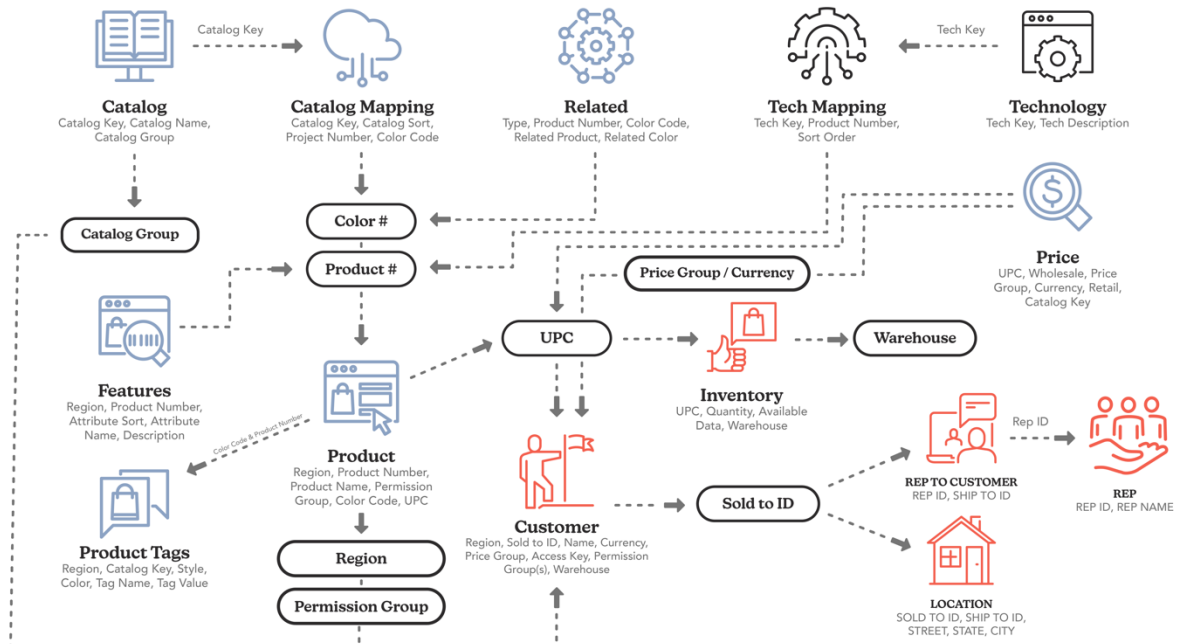 Catalog Key
Tech Key
Catalog
Catalog Key, Catalog Name,
Catalog Group
Catalog Mapping
Catalog Key, Catalog Sort,
Project Number, Color Code
Related
Type, Product Number, Color Code,
Related Product, Related Color
Tech Mapping
Tech Key, Product Number,
Sort Order
Technology
Tech Key, Tech Description
Catalog Group
Color #
Product #
Price Group / Currency
Price
UPC, Wholesale, Price
Group, Currency, Retail,
Catalog Key
UPC
Warehouse
Features
Region, Product Number,
Attribute Sort, Attribute
Name, Description
Inventory
UPC, Quantity, Available
Data, Warehouse
Color Code & Product Number
Product
Region, Product Number,
Product Name, Permission
Group, Color Code, UPC
Rep ID
REP TO CUSTOMER
REP ID, SHIP TO ID
REP
REP ID, REP NAME
Customer
Region, Sold to ID, Name, Currency,
Price Group, Access Key, Permission
Group(s), Warehouse
Sold to ID
Product Tags
Region, Catalog Key, Style,
Color, Tag Name, Tag Value
Region
Permission Group
LOCATION
SOLD TO ID, SHIP TO ID,
STREET, STATE, CITY